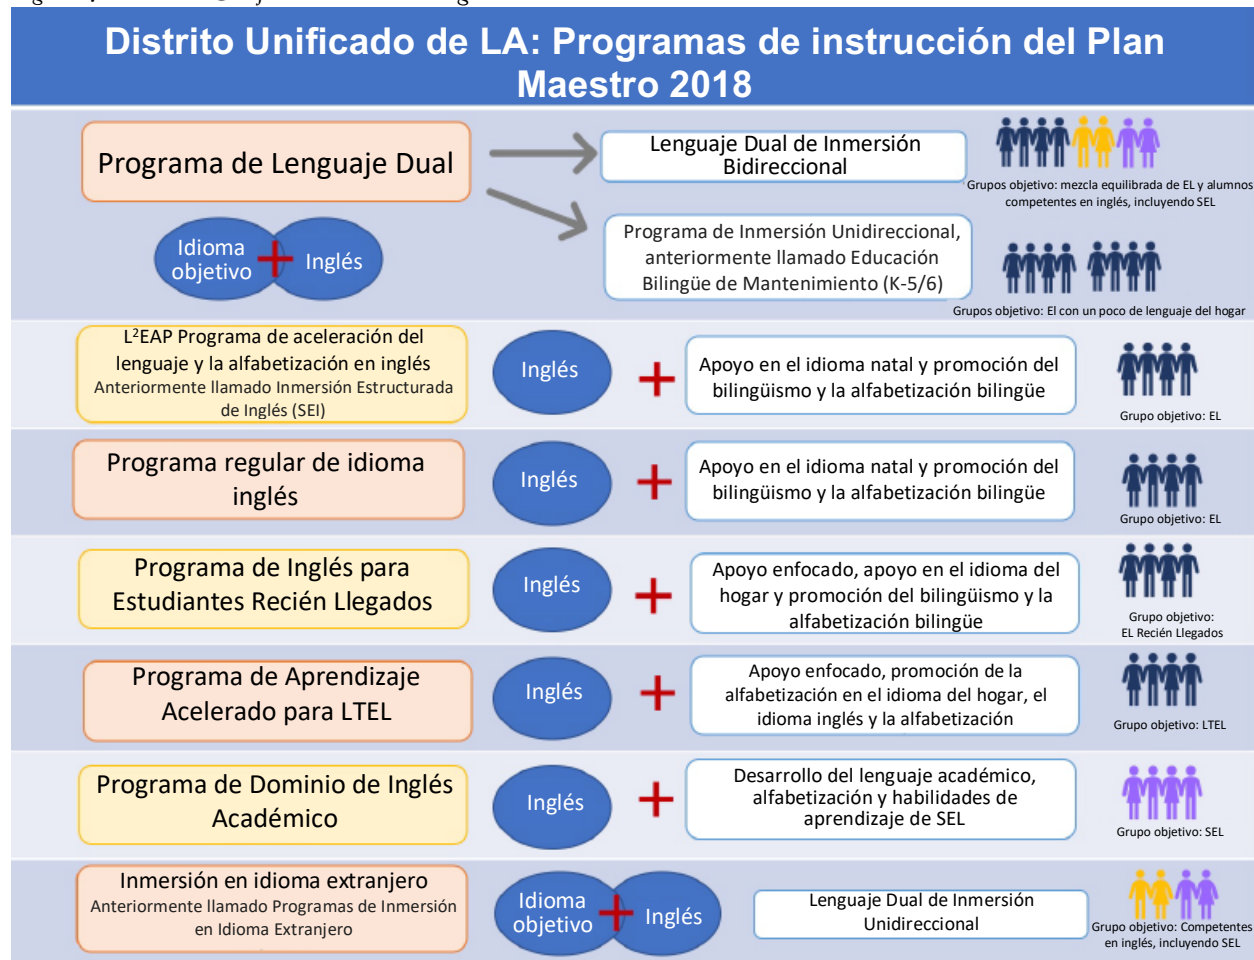 Distrito Unificado de LA: Programas de instrucción del Plan
Maestro 2018
Programa de Lenguaje Dual
Idioma
objetivo
Inglés
Lenguaje Dual de Inmersión
Bidireccional
Grupos objetivo: mezcla equilibrada de EL y alumnos
competentes en inglés, incluyendo SEL
Programa de Inmersión Unidireccional,
anteriormente llamado Educación
Bilingüe de Mantenimiento (K-5/6)
Grupos objetivo: El con un poco de lenguaje del hogar
L²EAP Programa de aceleración del
lenguaje y la alfabetización en inglés
Anteriormente llamado Inmersión Estructurada
de Inglés (SEI)
Inglés
Apoyo en el idioma natal y promoción del
bilingüismo y la alfabetización bilingüe
Grupo objetivo: EL
Programa regular de idioma
inglés
Inglés
Apoyo en el idioma natal y promoción del
bilingüismo y la alfabetización bilingüe
Grupo objetivo: EL
Programa de Inglés para
Estudiantes Recién Llegados
Inglés
Apoyo enfocado, apoyo en el idioma del
hogar y promoción del bilingüismo y la
alfabetización bilingüe
Grupo objetivo:
EL Recién Llegados
Programa de Aprendizaje
Acelerado para LTEL
Inglés
Apoyo enfocado, promoción de la
alfabetización en el idioma del hogar, el
idioma inglés y la alfabetización
Grupo objetivo: LTEL
Programa de Dominio de Inglés
Académico
Inglés
Desarrollo del lenguaje académico,
alfabetización y habilidades de
aprendizaje de SEL
Grupo objetivo: SEL
Inmersión en idioma extranjero
Anteriormente llamado Programas de Inmersión
en Idioma Extranjero
Idioma
objetivo
Inglés
Lenguaje Dual de Inmersión
Unidireccional
Grupo objetivo: Competentes
en inglés, incluyendo SEL